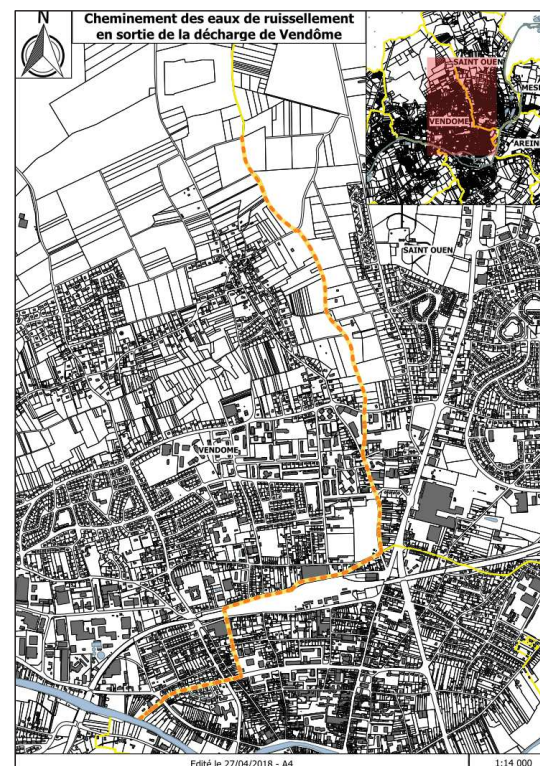 N
Cheminement des eaux de ruissellement
en sortie de la décharge de Vendôme
SAINT OUEN
MES
VENDOME
AREIN
SAINT OUEN
VENDOME
Edité le 27/04/2018 - A4
1:14 000